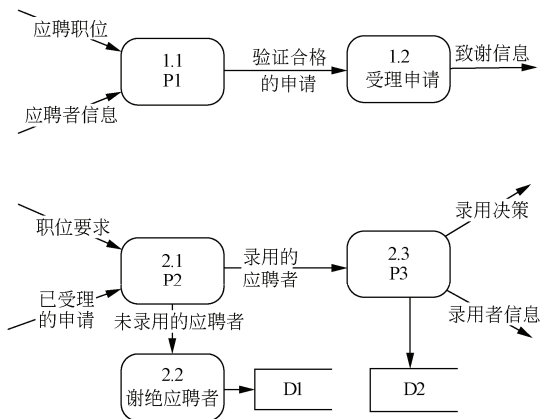 应聘职位
应聘者信息
1.1
P1
验证合格
的申请
1.2
受理申请
致谢信息
职位要求
已受理
的申请
2.1
P2
录用的
应聘者
2.3
P3
录用决策
录用者信息
未录用的应聘者
2.2
谢绝应聘者
D1
D2